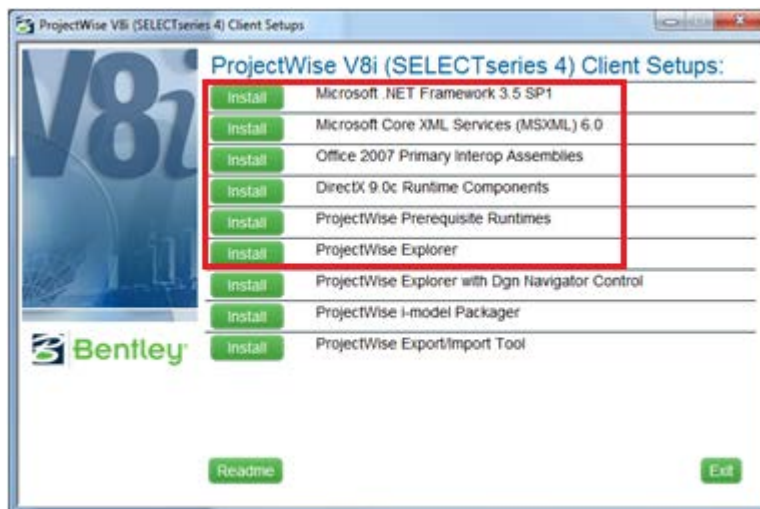 ProjectWise V8i (SELECTseries 4) Client Setups
V8i
ProjectWise V8i (SELECTseries 4) Client Setups:
Install Microsoft .NET Framework 3.5 SP1
Install Microsoft Core XML Services (MSXML) 6.0
Install Office 2007 Primary Interop Assemblies
Install DirectX 9.0c Runtime Components
Install ProjectWise Prerequisite Runtimes
Install ProjectWise Explorer
Install ProjectWise Explorer with Dgn Navigator Control
Install ProjectWise i-model Packager
Install ProjectWise Export/Import Tool
Bentley
Readme Exit